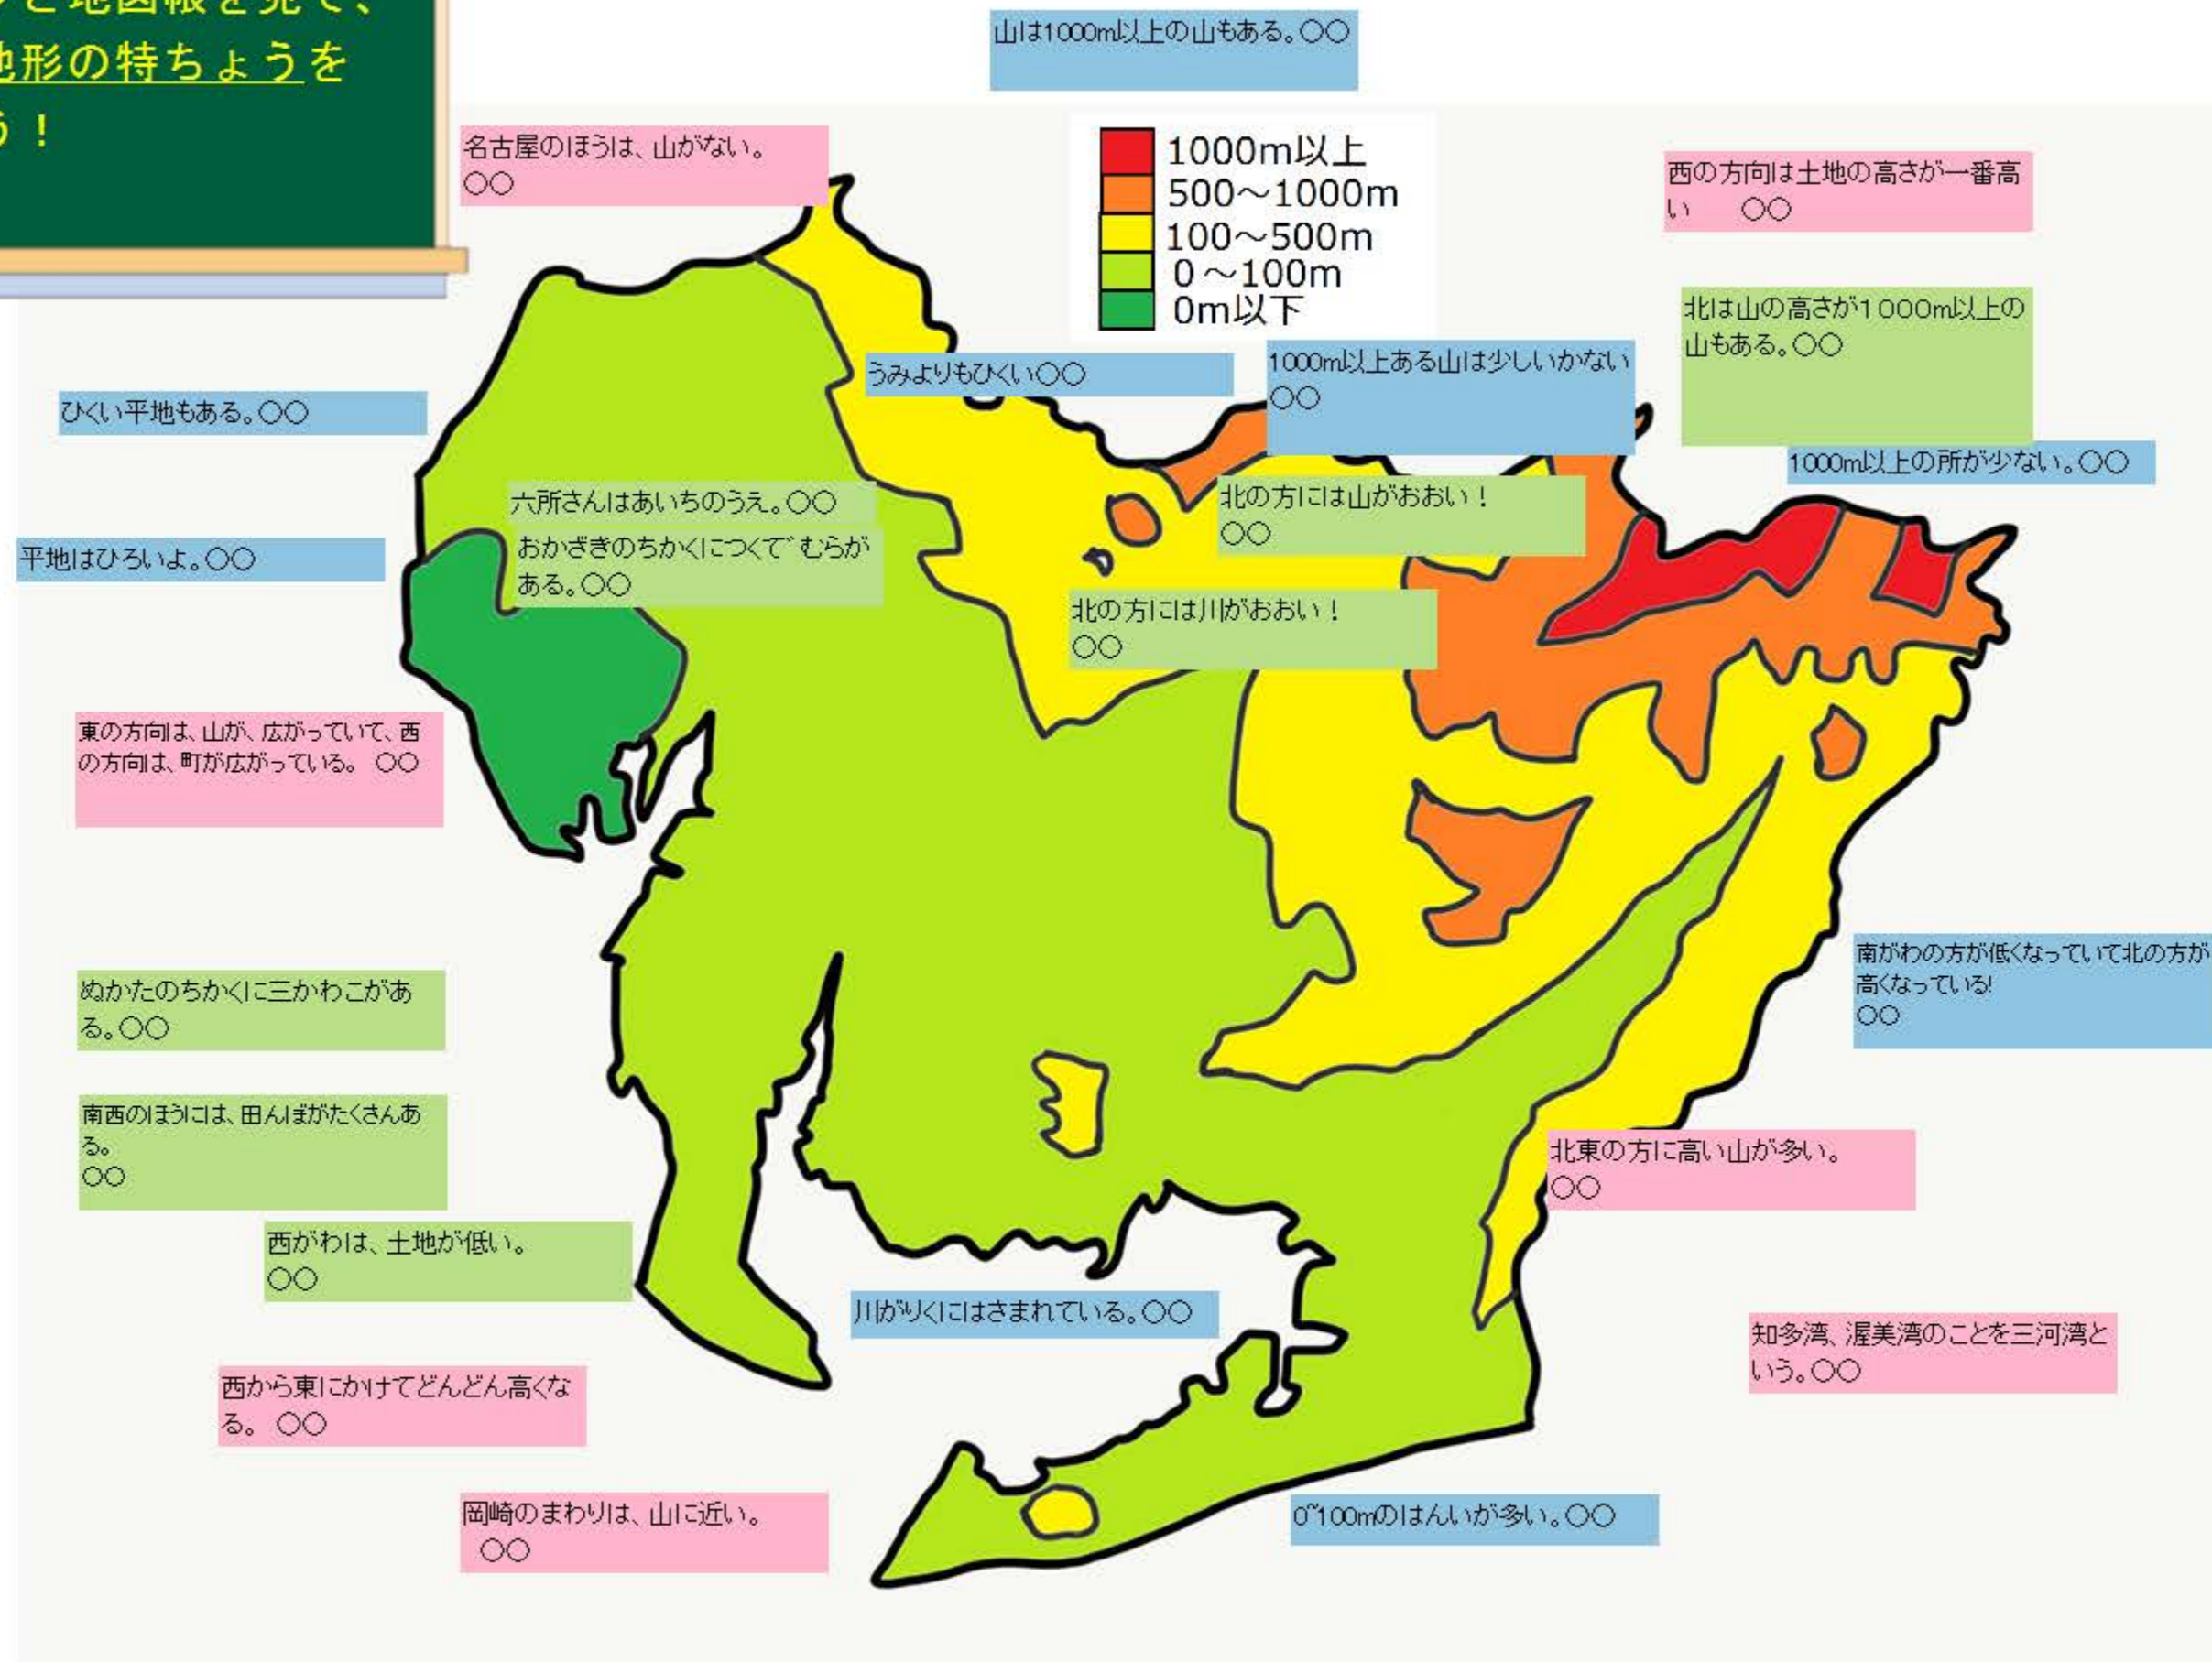 と地図帳を見て、
形の特ちょうを
！
山は1000m以上の山もある。〇〇
名古屋のほうは、山がない。
〇〇
1000m以上
500～1000m
100～500m
0～100m
0m以下
西の方向は土地の高さが一番高
い　〇〇
北は山の高さが1000m以上の
山もある。〇〇
うみよりもひくい〇〇
1000m以上ある山は少しいかない
〇〇
ひくい平地もある。〇〇
1000m以上の所が少ない。〇〇
六所さんはあいちのうえ。〇〇
北の方には山がおおい！
〇〇
おかざきのちかくにつくで゛むらが
ある。〇〇
平地はひろいよ。〇〇
北の方には川がおおい！
〇〇
東の方向は、山が、広がっていて、西
の方向は、町が広がっている。〇〇
南がわの方が低くなっていて北の方が
高くなっている!
〇〇
ぬかたのちかくに三かわこがあ
る。〇〇
南西のほうには、田んぼがたくさんあ
る。
〇〇
北東の方に高い山が多い。
〇〇
西がわは、土地が低い。
〇〇
川がりくにはさまれている。〇〇
知多湾、渥美湾のことを三河湾と
いう。〇〇
西から東にかけてどんどん高くな
る。〇〇
岡崎のまわりは、山に近い。
〇〇
0~100mのはんいが多い。〇〇